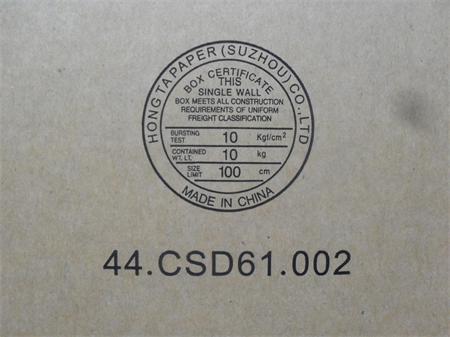 HONG TA PAPER (SUZHOU) CO.,LTD
BOX CERTIFICATE
THIS
SINGLE WALL
BOX MEETS ALL CONSTRUCTION
REQUIREMENTS OF UNIFORM
FREIGHT CLASSIFICATION
BURSTING TEST 10 Kgf/cm²
CONTAINED WT. LT. 10 kg
SIZE LIMIT 100 cm
MADE IN CHINA
44.CSD61.002